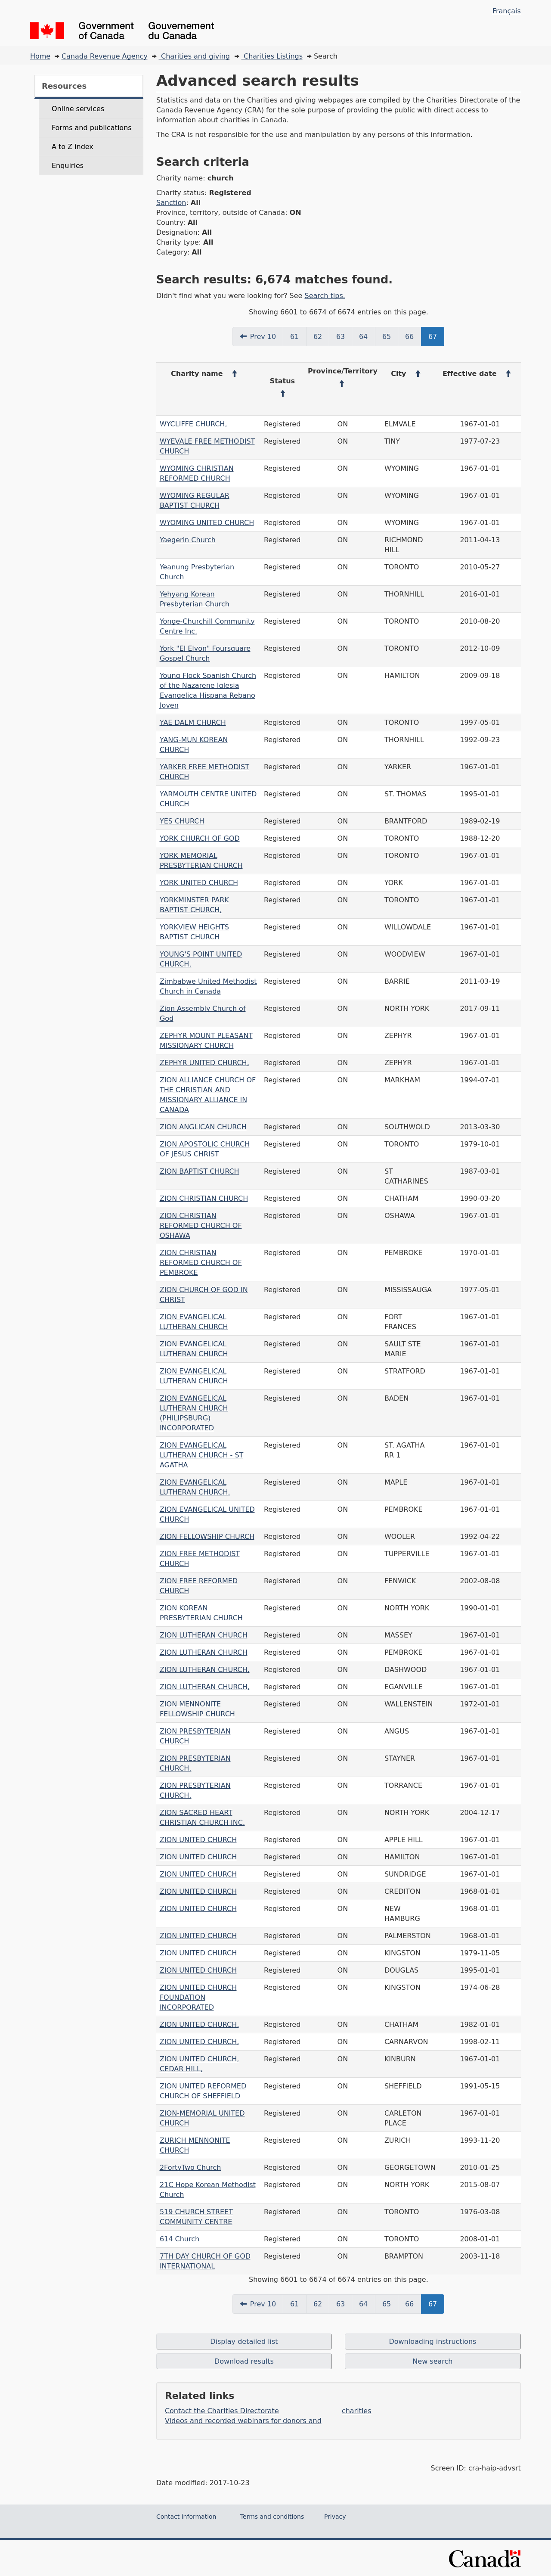 Français
Government of Canada
Gouvernement du Canada
Home ➔ Canada Revenue Agency ➔ Charities and giving ➔ Charities Listings ➔ Search
Resources
Online services
Forms and publications
A to Z index
Enquiries
Advanced search results
Statistics and data on the Charities and giving webpages are compiled by the Charities Directorate of the
Canada Revenue Agency (CRA) for the sole purpose of providing the public with direct access to
information about charities in Canada.
The CRA is not responsible for the use and manipulation by any persons of this information.
Search criteria
Charity name: church
Charity status: Registered
Sanction: All
Province, territory, outside of Canada: ON
Country: All
Designation: All
Charity type: All
Category: All
Search results: 6,674 matches found.
Didn't find what you were looking for? See Search tips.
Showing 6601 to 6674 of 6674 entries on this page.
Prev 10 61 62 63 64 65 66 67
Charity name Status Province/Territory City Effective date
WYCLIFFE CHURCH, Registered ON ELMVALE 1967-01-01
WYEVALE FREE METHODIST Registered ON TINY 1977-07-23
CHURCH
WYOMING CHRISTIAN Registered ON WYOMING 1967-01-01
REFORMED CHURCH
WYOMING REGULAR Registered ON WYOMING 1967-01-01
BAPTIST CHURCH
WYOMING UNITED CHURCH Registered ON WYOMING 1967-01-01
Yaegerin Church Registered ON RICHMOND 2011-04-13
HILL
Yeanung Presbyterian Registered ON TORONTO 2010-05-27
Church
Yehyang Korean Registered ON THORNHILL 2016-01-01
Presbyterian Church
Yonge-Churchill Community Registered ON TORONTO 2010-08-20
Centre Inc.
York "El Elyon" Foursquare Registered ON TORONTO 2012-10-09
Gospel Church
Young Flock Spanish Church Registered ON HAMILTON 2009-09-18
of the Nazarene Iglesia
Evangelica Hispana Rebano
Joven
YAE DALM CHURCH Registered ON TORONTO 1997-05-01
YANG-MUN KOREAN Registered ON THORNHILL 1992-09-23
CHURCH
YARKER FREE METHODIST Registered ON YARKER 1967-01-01
CHURCH
YARMOUTH CENTRE UNITED Registered ON ST. THOMAS 1995-01-01
CHURCH
YES CHURCH Registered ON BRANTFORD 1989-02-19
YORK CHURCH OF GOD Registered ON TORONTO 1988-12-20
YORK MEMORIAL Registered ON TORONTO 1967-01-01
PRESBYTERIAN CHURCH
YORK UNITED CHURCH Registered ON YORK 1967-01-01
YORKMINSTER PARK Registered ON TORONTO 1967-01-01
BAPTIST CHURCH,
YORKVIEW HEIGHTS Registered ON WILLOWDALE 1967-01-01
BAPTIST CHURCH
YOUNG'S POINT UNITED Registered ON WOODVIEW 1967-01-01
CHURCH,
Zimbabwe United Methodist Registered ON BARRIE 2011-03-19
Church in Canada
Zion Assembly Church of Registered ON NORTH YORK 2017-09-11
God
ZEPHYR MOUNT PLEASANT Registered ON ZEPHYR 1967-01-01
MISSIONARY CHURCH
ZEPHYR UNITED CHURCH, Registered ON ZEPHYR 1967-01-01
ZION ALLIANCE CHURCH OF Registered ON MARKHAM 1994-07-01
THE CHRISTIAN AND
MISSIONARY ALLIANCE IN
CANADA
ZION ANGLICAN CHURCH Registered ON SOUTHWOLD 2013-03-30
ZION APOSTOLIC CHURCH Registered ON TORONTO 1979-10-01
OF JESUS CHRIST
ZION BAPTIST CHURCH Registered ON ST 1987-03-01
CATHARINES
ZION CHRISTIAN CHURCH Registered ON CHATHAM 1990-03-20
ZION CHRISTIAN Registered ON OSHAWA 1967-01-01
REFORMED CHURCH OF
OSHAWA
ZION CHRISTIAN Registered ON PEMBROKE 1970-01-01
REFORMED CHURCH OF
PEMBROKE
ZION CHURCH OF GOD IN Registered ON MISSISSAUGA 1977-05-01
CHRIST
ZION EVANGELICAL Registered ON FORT 1967-01-01
LUTHERAN CHURCH FRANCES
ZION EVANGELICAL Registered ON SAULT STE 1967-01-01
LUTHERAN CHURCH MARIE
ZION EVANGELICAL Registered ON STRATFORD 1967-01-01
LUTHERAN CHURCH
ZION EVANGELICAL Registered ON BADEN 1967-01-01
LUTHERAN CHURCH
(PHILIPSBURG)
INCORPORATED
ZION EVANGELICAL Registered ON ST. AGATHA 1967-01-01
LUTHERAN CHURCH - ST RR 1
AGATHA
ZION EVANGELICAL Registered ON MAPLE 1967-01-01
LUTHERAN CHURCH,
ZION EVANGELICAL UNITED Registered ON PEMBROKE 1967-01-01
CHURCH
ZION FELLOWSHIP CHURCH Registered ON WOOLER 1992-04-22
ZION FREE METHODIST Registered ON TUPPERVILLE 1967-01-01
CHURCH
ZION FREE REFORMED Registered ON FENWICK 2002-08-08
CHURCH
ZION KOREAN Registered ON NORTH YORK 1990-01-01
PRESBYTERIAN CHURCH
ZION LUTHERAN CHURCH Registered ON MASSEY 1967-01-01
ZION LUTHERAN CHURCH Registered ON PEMBROKE 1967-01-01
ZION LUTHERAN CHURCH, Registered ON DASHWOOD 1967-01-01
ZION LUTHERAN CHURCH, Registered ON EGANVILLE 1967-01-01
ZION MENNONITE Registered ON WALLENSTEIN 1972-01-01
FELLOWSHIP CHURCH
ZION PRESBYTERIAN Registered ON ANGUS 1967-01-01
CHURCH
ZION PRESBYTERIAN Registered ON STAYNER 1967-01-01
CHURCH,
ZION PRESBYTERIAN Registered ON TORRANCE 1967-01-01
CHURCH,
ZION SACRED HEART Registered ON NORTH YORK 2004-12-17
CHRISTIAN CHURCH INC.
ZION UNITED CHURCH Registered ON APPLE HILL 1967-01-01
ZION UNITED CHURCH Registered ON HAMILTON 1967-01-01
ZION UNITED CHURCH Registered ON SUNDRIDGE 1967-01-01
ZION UNITED CHURCH Registered ON CREDITON 1968-01-01
ZION UNITED CHURCH Registered ON NEW 1968-01-01
HAMBURG
ZION UNITED CHURCH Registered ON PALMERSTON 1968-01-01
ZION UNITED CHURCH Registered ON KINGSTON 1979-11-05
ZION UNITED CHURCH Registered ON DOUGLAS 1995-01-01
ZION UNITED CHURCH Registered ON KINGSTON 1974-06-28
FOUNDATION
INCORPORATED
ZION UNITED CHURCH, Registered ON CHATHAM 1982-01-01
ZION UNITED CHURCH, Registered ON CARNARVON 1998-02-11
ZION UNITED CHURCH, Registered ON KINBURN 1967-01-01
CEDAR HILL,
ZION UNITED REFORMED Registered ON SHEFFIELD 1991-05-15
CHURCH OF SHEFFIELD
ZION-MEMORIAL UNITED Registered ON CARLETON 1967-01-01
CHURCH PLACE
ZURICH MENNONITE Registered ON ZURICH 1993-11-20
CHURCH
2FortyTwo Church Registered ON GEORGETOWN 2010-01-25
21C Hope Korean Methodist Registered ON NORTH YORK 2015-08-07
Church
519 CHURCH STREET Registered ON TORONTO 1976-03-08
COMMUNITY CENTRE
614 Church Registered ON TORONTO 2008-01-01
7TH DAY CHURCH OF GOD Registered ON BRAMPTON 2003-11-18
INTERNATIONAL
Showing 6601 to 6674 of 6674 entries on this page.
Prev 10 61 62 63 64 65 66 67
Display detailed list Downloading instructions
Download results New search
Related links
Contact the Charities Directorate
Videos and recorded webinars for donors and
charities
Screen ID: cra-haip-advsrt
Date modified: 2017-10-23
Contact information Terms and conditions Privacy
Canada